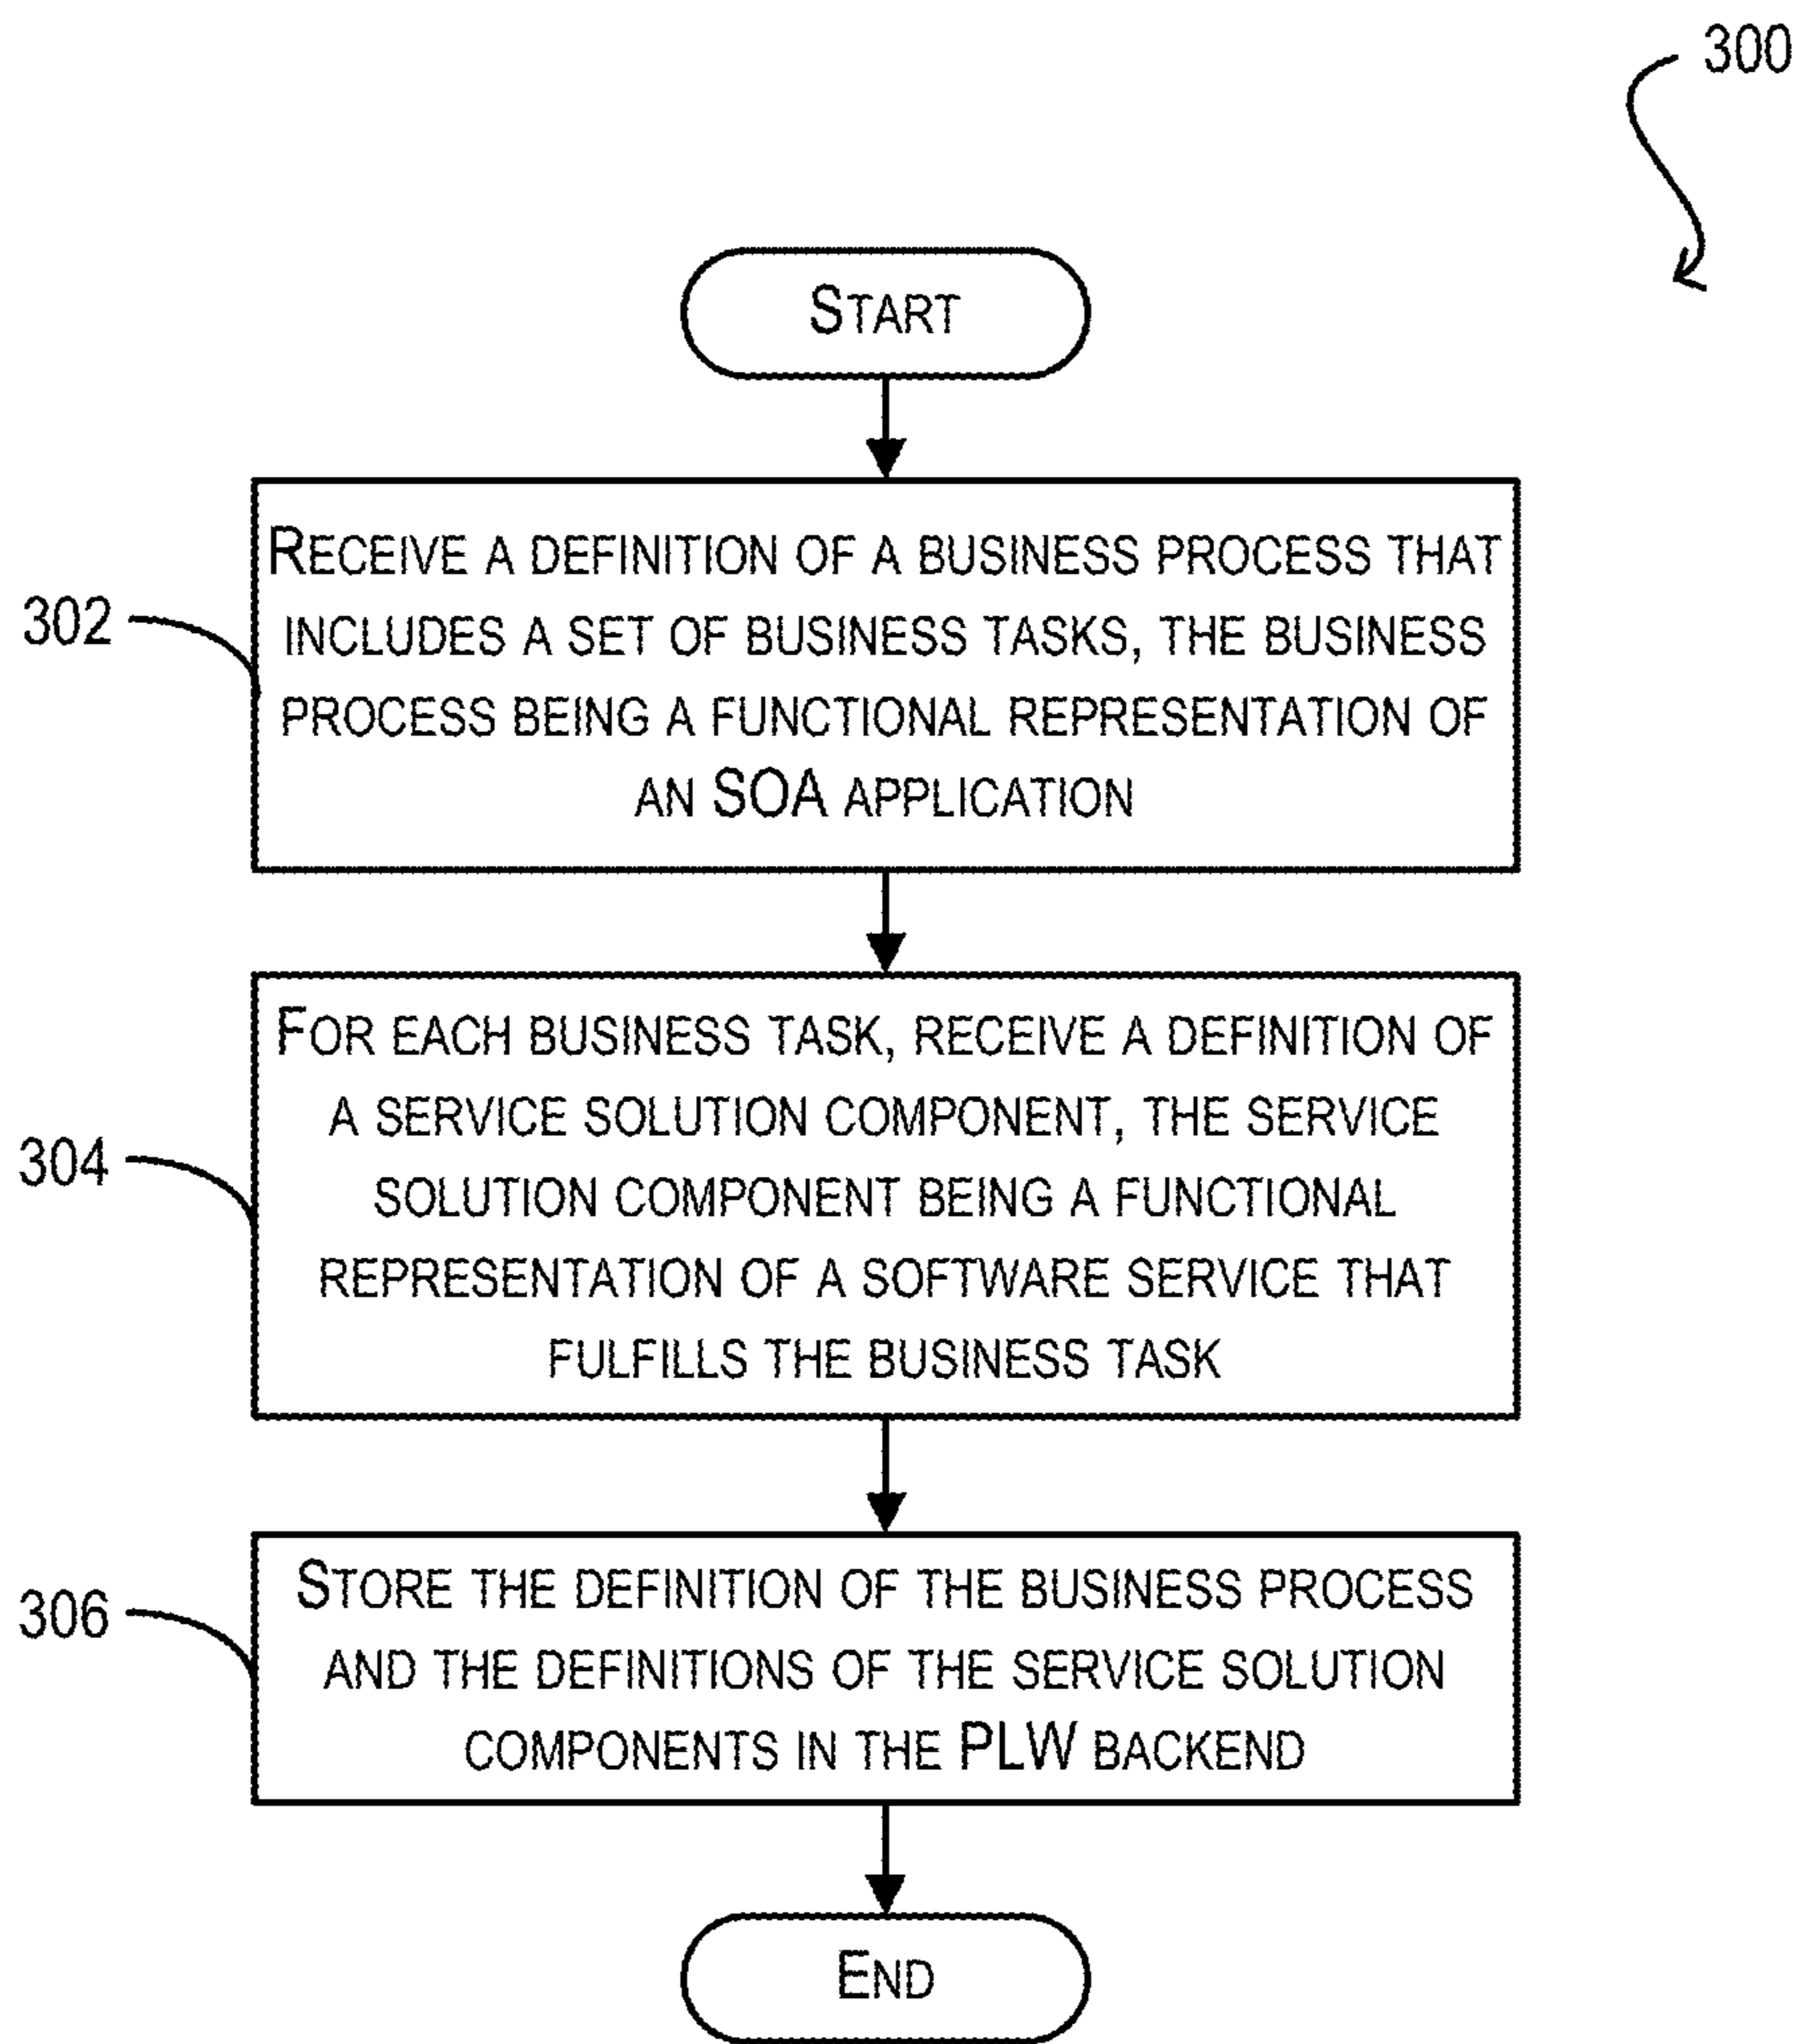 300
START
RECEIVE A DEFINITION OF A BUSINESS PROCESS THAT
INCLUDES A SET OF BUSINESS TASKS, THE BUSINESS
PROCESS BEING A FUNCTIONAL REPRESENTATION OF
AN SOA APPLICATION
302
FOR EACH BUSINESS TASK, RECEIVE A DEFINITION OF
A SERVICE SOLUTION COMPONENT, THE SERVICE
SOLUTION COMPONENT BEING A FUNCTIONAL
REPRESENTATION OF A SOFTWARE SERVICE THAT
FULFILLS THE BUSINESS TASK
304
STORE THE DEFINITION OF THE BUSINESS PROCESS
AND THE DEFINITIONS OF THE SERVICE SOLUTION
COMPONENTS IN THE PLW BACKEND
306
END